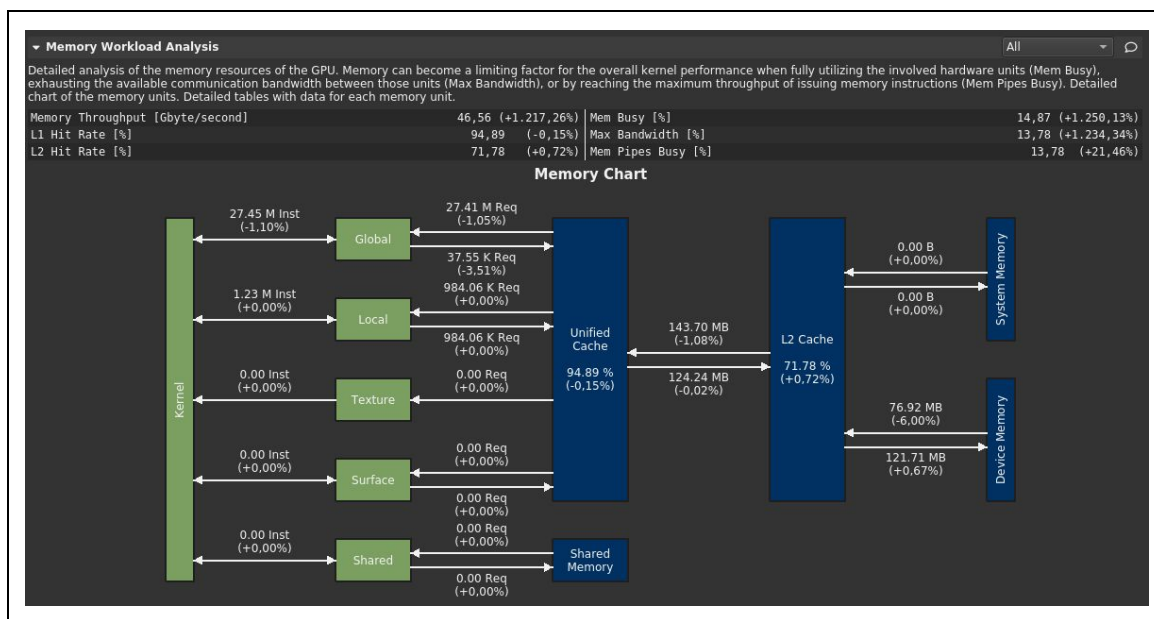 Memory Workload Analysis
All
Detailed analysis of the memory resources of the GPU. Memory can become a limiting factor for the overall kernel performance when fully utilizing the involved hardware units (Mem Busy),
exhausting the available communication bandwidth between those units (Max Bandwidth), or by reaching the maximum throughput of issuing memory instructions (Mem Pipes Busy). Detailed
chart of the memory units. Detailed tables with data for each memory unit.
Memory Throughput [Gbyte/second] 46,56 (+1.217,26%) Mem Busy [%] 14,87 (+1.250,13%)
L1 Hit Rate [%] 94,89 (-0,15%) Max Bandwidth [%] 13,78 (+1.234,34%)
L2 Hit Rate [%] 71,78 (+0,72%) Mem Pipes Busy [%] 13,78 (+21,46%)
Memory Chart
Kernel
27.45 M Inst
(-1,10%)
Global
27.41 M Req
(-1,05%)
37.55 K Req
(-3,51%)
1.23 M Inst
(+0,00%)
Local
984.06 K Req
(+0,00%)
984.06 K Req
(+0,00%)
0.00 Inst
(+0,00%)
Texture
0.00 Req
(+0,00%)
0.00 Inst
(+0,00%)
Surface
0.00 Req
(+0,00%)
0.00 Req
(+0,00%)
0.00 Inst
(+0,00%)
Shared
0.00 Req
(+0,00%)
0.00 Req
(+0,00%)
Unified
Cache
94.89 %
(-0,15%)
Shared
Memory
143.70 MB
(-1,08%)
124.24 MB
(-0,02%)
L2 Cache
71.78 %
(+0,72%)
0.00 B
(+0,00%)
0.00 B
(+0,00%)
System Memory
76.92 MB
(-6,00%)
121.71 MB
(+0,67%)
Device Memory